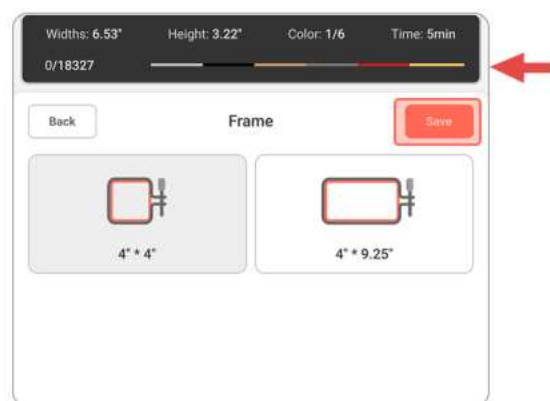 Widths: 6.53" Height: 3.22" Color: 1/6 Time: 5min
0/18327
Back Frame Save
4" * 4" 4" * 9.25"